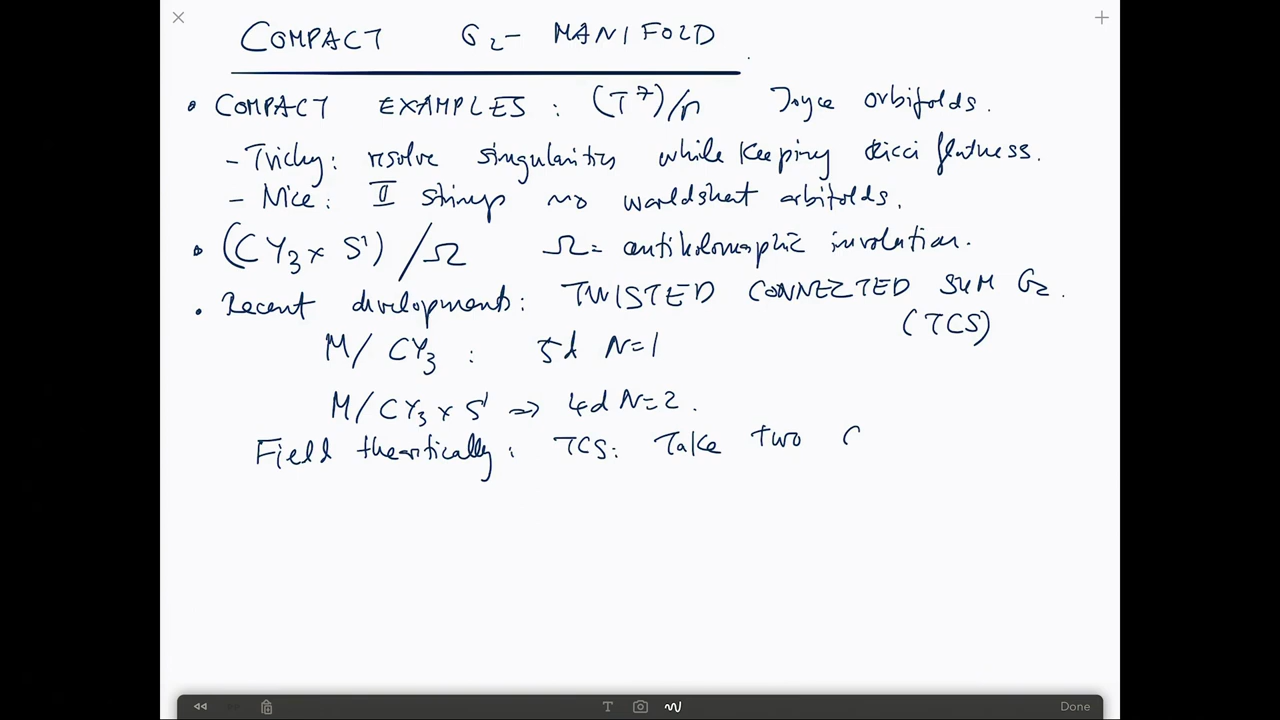 COMPACT G₂- MANIFOLD
• COMPACT EXAMPLES : (T⁷)/Γ Joyce orbifolds.
- Tricky: resolve singularities while keeping Ricci flatness.
- Nice: II strings no worldsheet orbifolds.
• (CY₃ x S¹) / Ω Ω = antiholomorphic involution.
• Recent developments: TWISTED CONNECTED SUM G₂.
(TCS)
M/ CY₃ : 5d N=1
M/CY₃ x S¹ ⇒ 4d N=2.
Field theoretically: TCS: Take two
T
Done